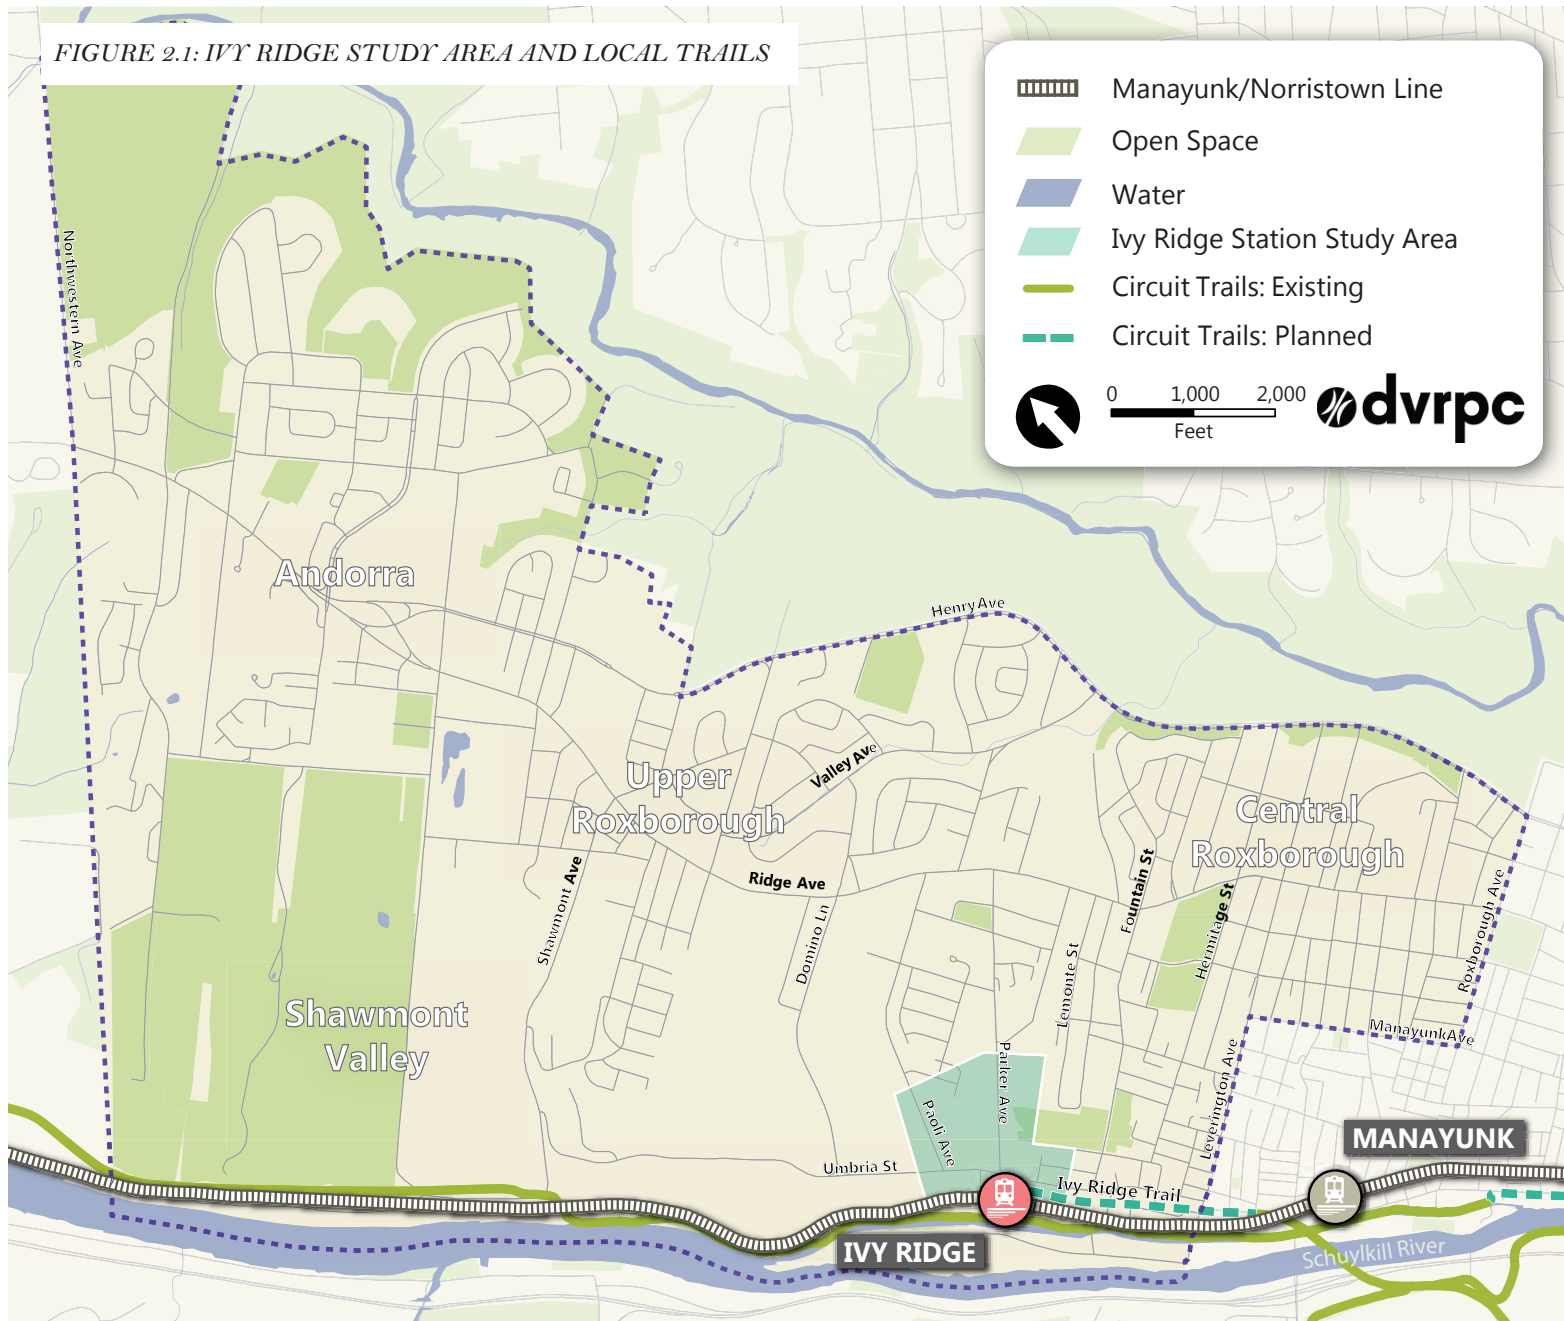 FIGURE 2.1: IVY RIDGE STUDY AREA AND LOCAL TRAILS
Manayunk/Norristown Line
Open Space
Water
Ivy Ridge Station Study Area
Circuit Trails: Existing
Circuit Trails: Planned
0 1,000 2,000
Feet
dvrpc
Northwestern Ave
Andorra
Henry Ave
Upper
Roxborough
Valley Ave
Central
Roxborough
Ridge Ave
Shawmont Ave
Domino Ln
Fountain St
Hermitage St
Lemonte St
Roxborough Ave
Manayunk Ave
Shawmont
Valley
Parker Ave
Paoli Ave
Leverington Ave
Umbria St
Ivy Ridge Trail
MANAYUNK
IVY RIDGE
Schuylkill River